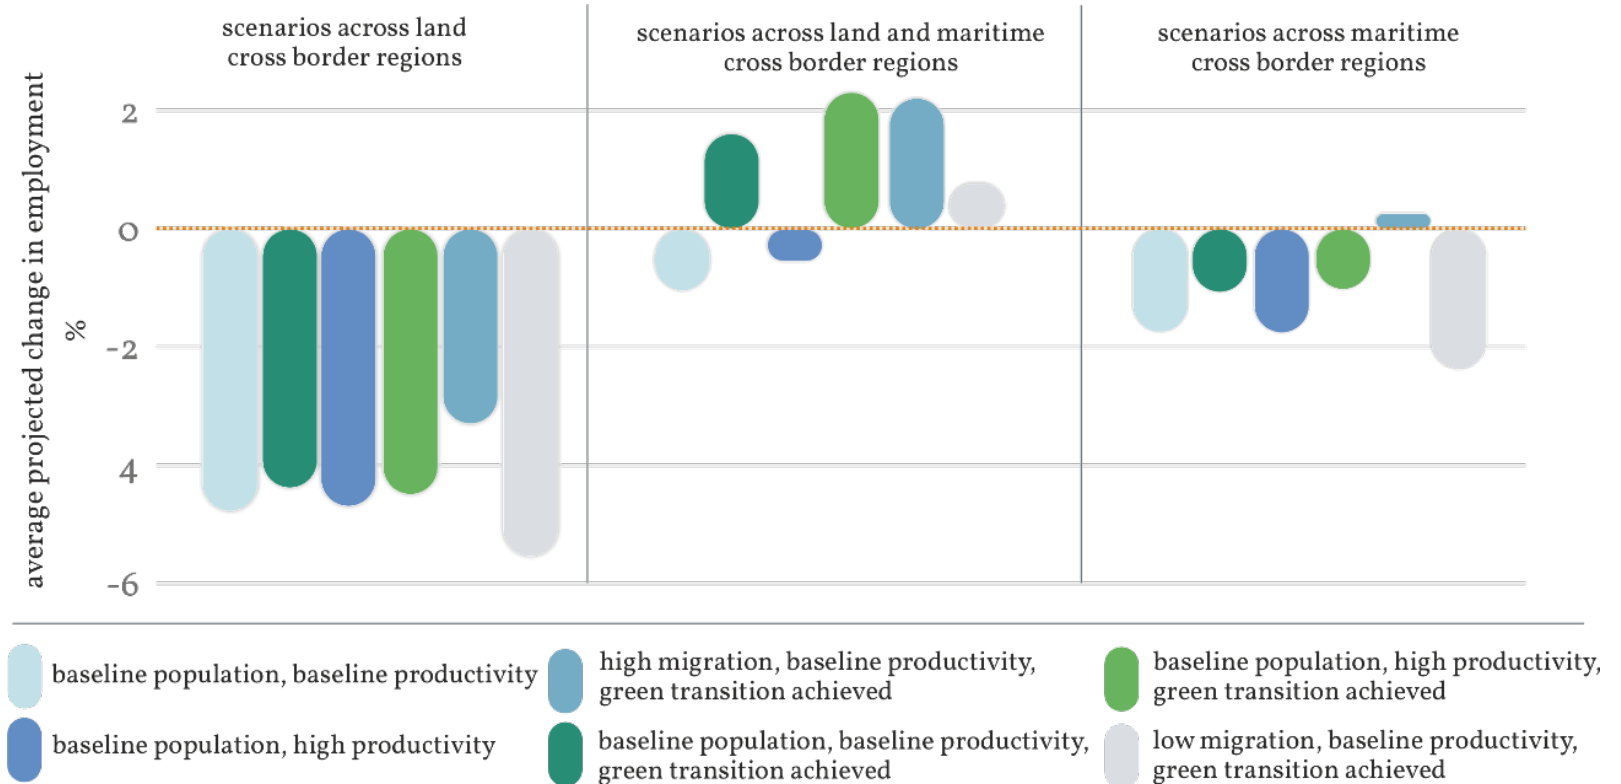 scenarios across land
cross border regions
scenarios across land and maritime
cross border regions
scenarios across maritime
cross border regions
average projected change in employment
%
2
0
-2
4
-6
baseline population, baseline productivity
high migration, baseline productivity,
green transition achieved
baseline population, high productivity,
green transition achieved
baseline population, high productivity
baseline population, baseline productivity,
green transition achieved
low migration, baseline productivity,
green transition achieved